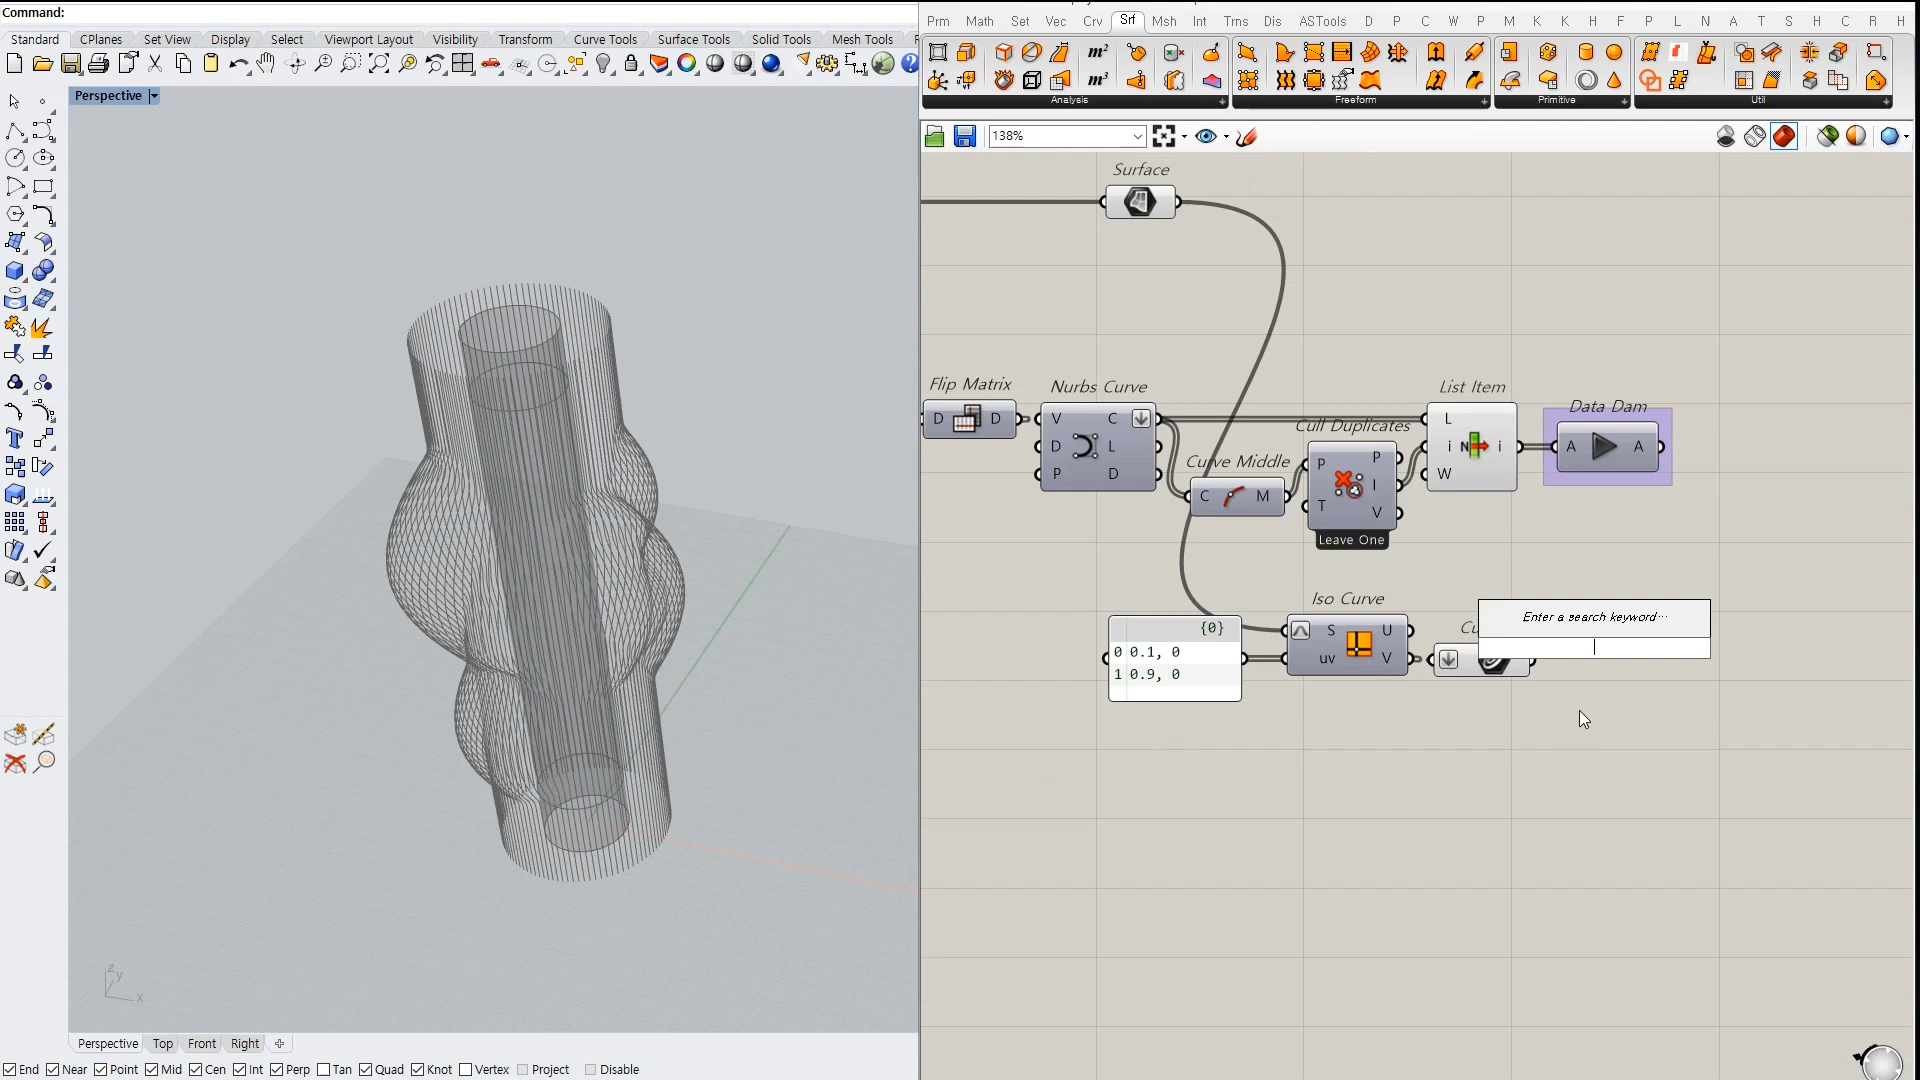 Command:
Standard CPlanes Set View Display Select Viewport Layout Visibility Transform Curve Tools Surface Tools Solid Tools Mesh Tools
Perspective
z
y
x
Perspective Top Front Right
End Near Point Mid Cen Int Perp Tan Quad Knot Vertex Project Disable
Prm Math Set Vec Crv Srf Msh Int Trns Dis ASTools D P C W P M K K H F P L N A T S H C R H
m² m³
Analysis Freeform Primitive Util
138%
Surface
Flip Matrix
D D
Nurbs Curve
V C
D L
P D
Curve Middle
C M
Cull Duplicates
P P
I
T V
Leave One
List Item
L
i N i
W
Data Dam
A A
{0}
0 0.1, 0
1 0.9, 0
Iso Curve
S U
uv V
Cu
Enter a search keyword...